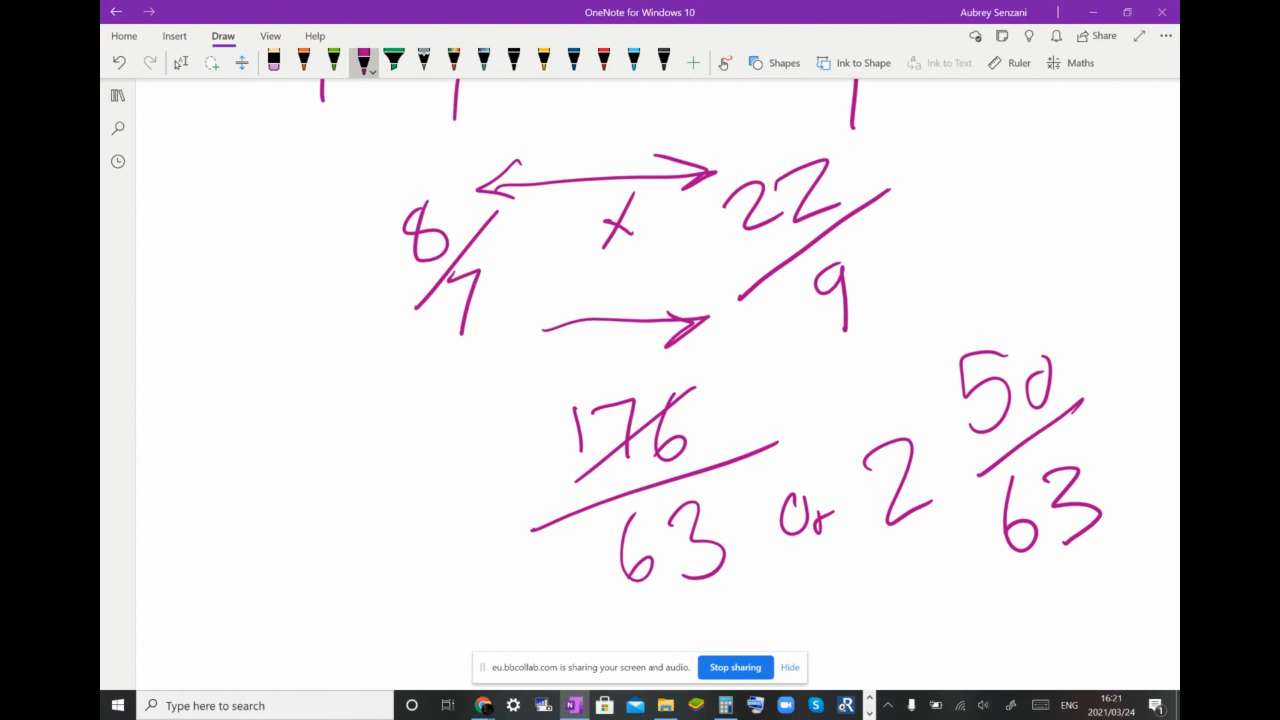 OneNote for Windows 10
Aubrey Senzani
Home Insert Draw View Help
Share
Shapes Ink to Shape Ink to Text Ruler Maths
8/7 x 22/9
176/63 or 2 50/63
eu.bbcollab.com is sharing your screen and audio. Stop sharing Hide
Type here to search
ENG
16:21
2021/03/24
1